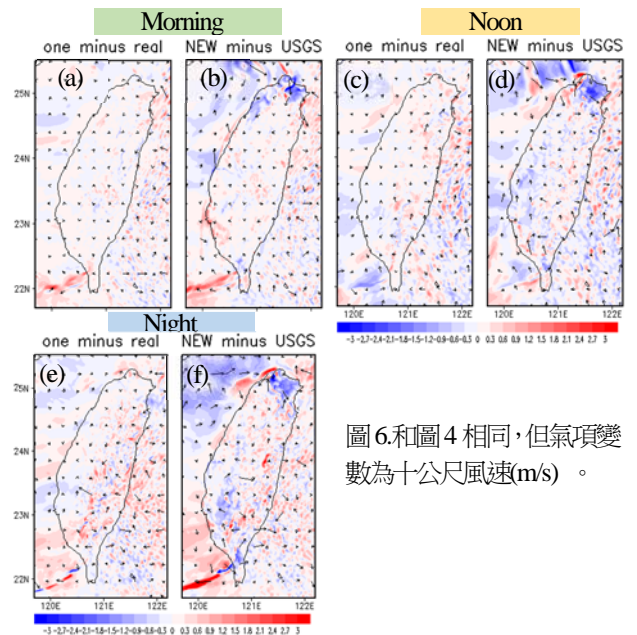 Morning
Noon
one minus real NEW minus USGS
one minus real NEW minus USGS
(a) (b) (c) (d)
25N
24N
23N
22N
120E 121E 122E 120E 121E 122E
-3 -2.7 -2.4 -2.1 -1.8 -1.5 -1.2 -0.9 -0.6 -0.3 0 0.3 0.6 0.9 1.2 1.5 1.8 2.1 2.4 2.7 3
Night
one minus real NEW minus USGS
(e) (f)
25N
24N
23N
22N
120E 121E 122E 120E 121E 122E
-3 -2.7 -2.4 -2.1 -1.8 -1.5 -1.2 -0.9 -0.6 -0.3 0 0.3 0.6 0.9 1.2 1.5 1.8 2.1 2.4 2.7 3
圖 6.和圖 4 相同，但氣項變
數為十公尺風速(m/s) 。